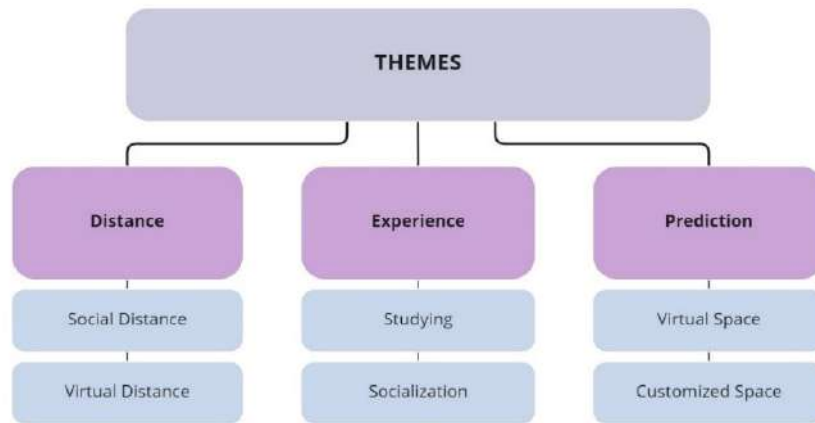 THEMES
Distance
Experience
Prediction
Social Distance
Studying
Virtual Space
Virtual Distance
Socialization
Customized Space